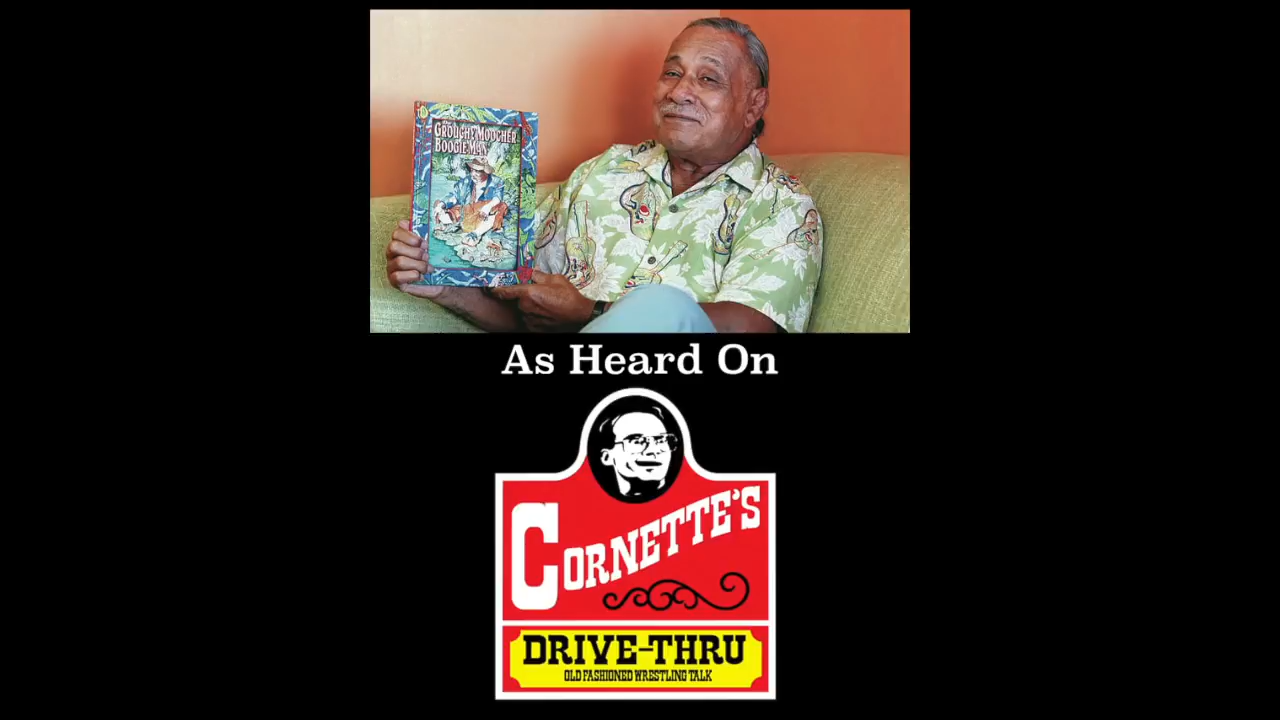 GROUCHY MOOCHER
BOOGIE MAN
As Heard On
CORNETTE'S
DRIVE-THRU
OLD FASHIONED WRESTLING TALK